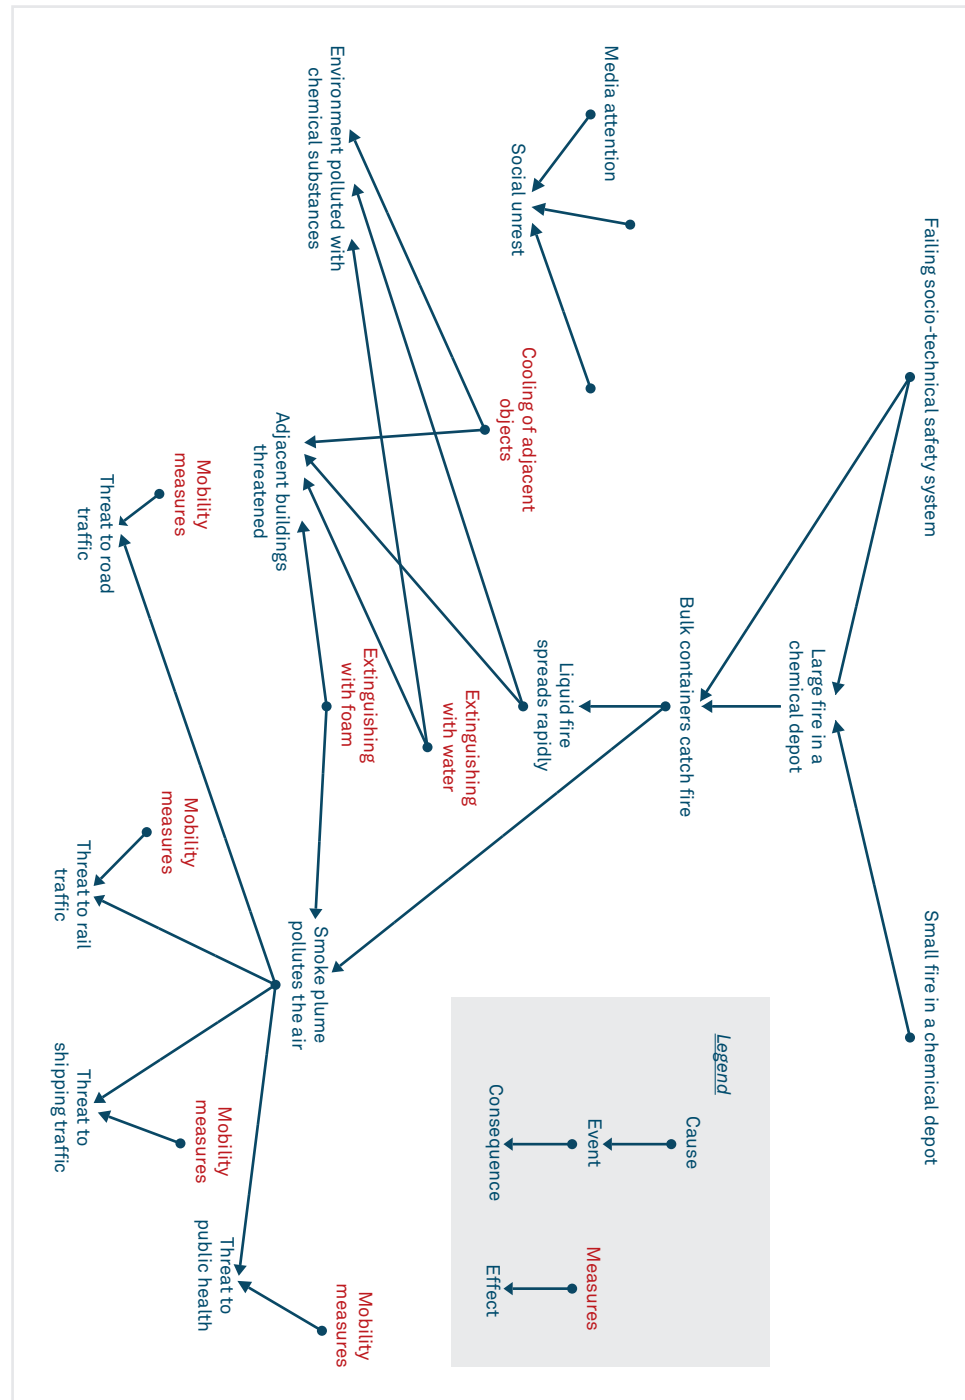 Failing socio-technical safety system
Small fire in a chemical depot
Large fire in a
chemical depot
Bulk containers catch fire
Media attention
Social unrest
Liquid fire
spreads rapidly
Cooling of adjacent
objects
Extinguishing
with water
Extinguishing
with foam
Environment polluted with
chemical substances
Adjacent buildings
threatened
Smoke plume
pollutes the air
Mobility
measures
Threat to road
traffic
Mobility
measures
Threat to rail
traffic
Mobility
measures
Threat to
shipping traffic
Mobility
measures
Threat to
public health
Legend
Cause
Event
Consequence
Measures
Effect